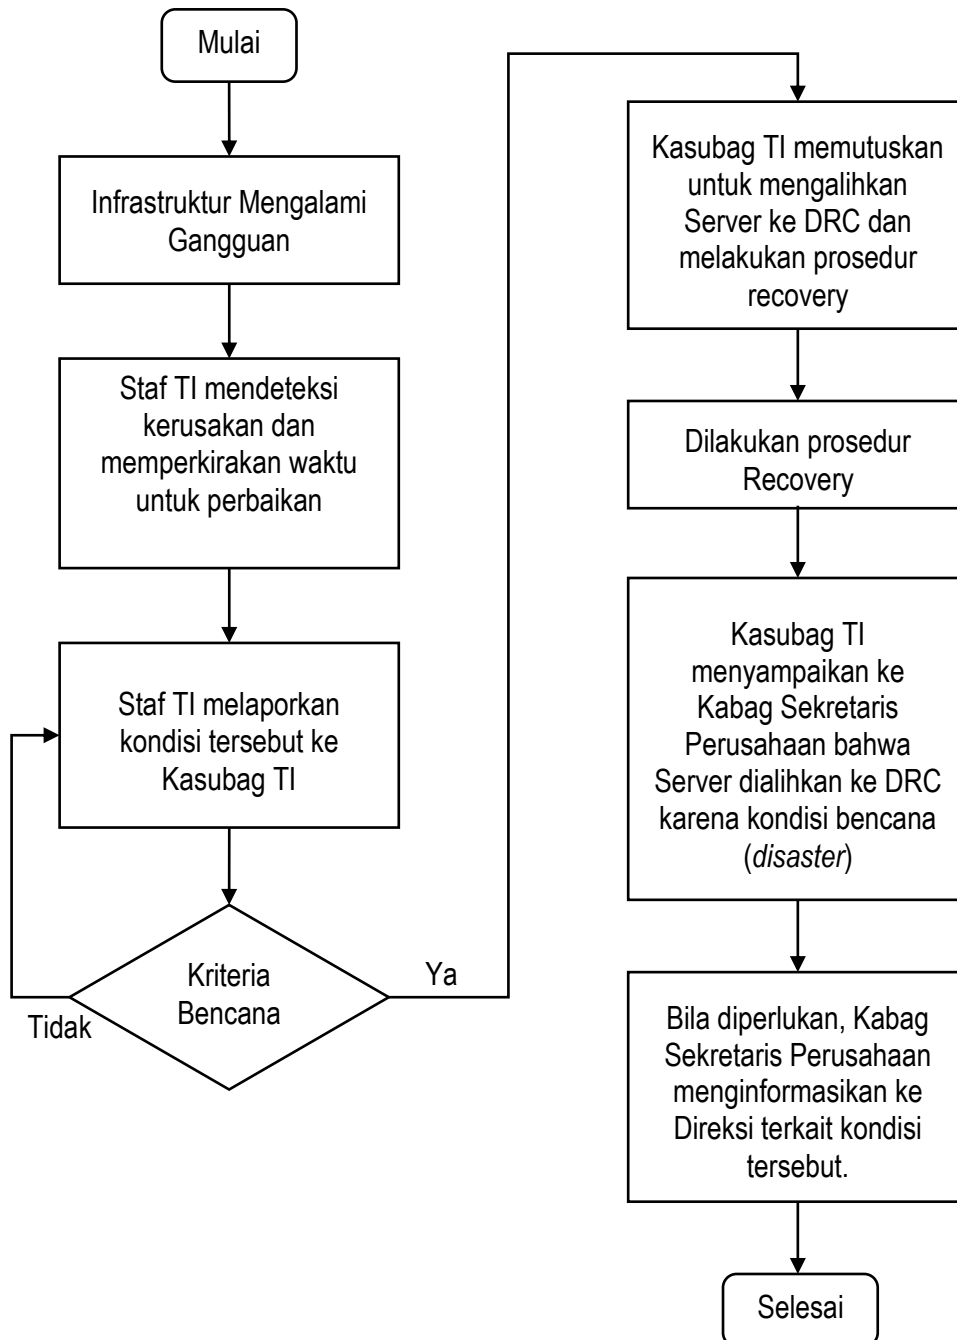 Mulai
Infrastruktur Mengalami
Gangguan
Staf TI mendeteksi
kerusakan dan
memperkirakan waktu
untuk perbaikan
Staf TI melaporkan
kondisi tersebut ke
Kasubag TI
Kriteria
Bencana
Tidak
Ya
Kasubag TI memutuskan
untuk mengalihkan
Server ke DRC dan
melakukan prosedur
recovery
Dilakukan prosedur
Recovery
Kasubag TI
menyampaikan ke
Kabag Sekretaris
Perusahaan bahwa
Server dialihkan ke DRC
karena kondisi bencana
(disaster)
Bila diperlukan, Kabag
Sekretaris Perusahaan
menginformasikan ke
Direksi terkait kondisi
tersebut.
Selesai